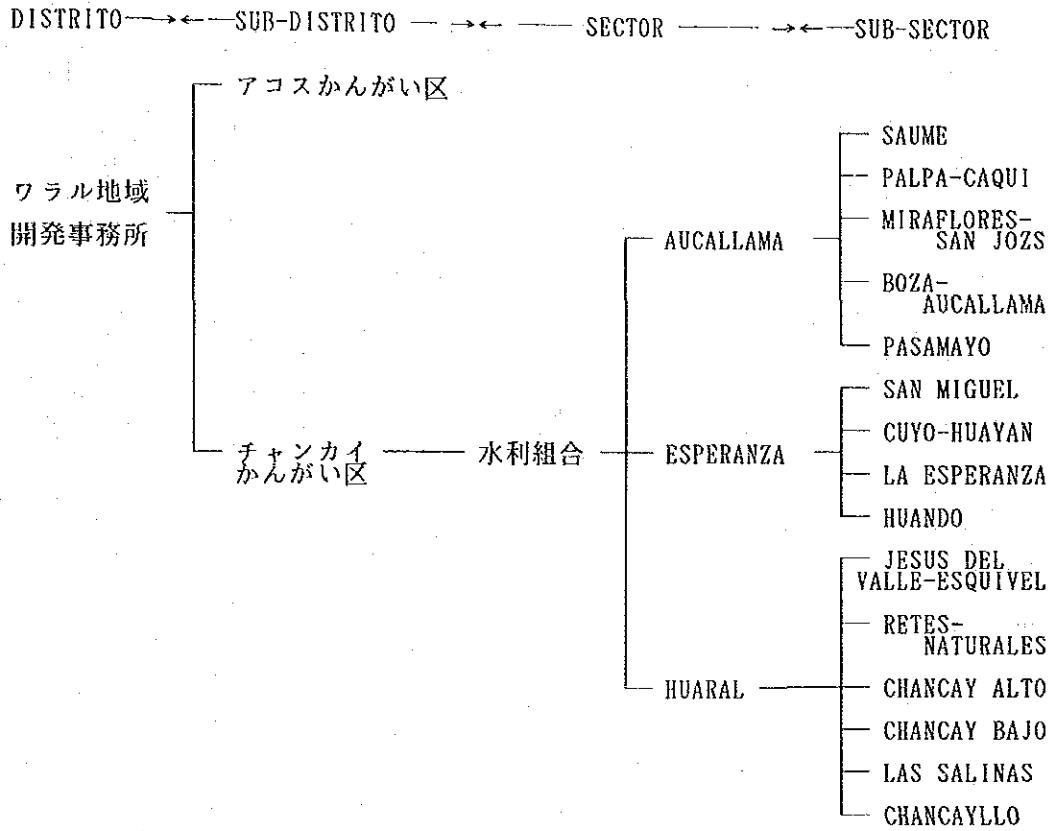 DISTRITO→←SUB-DISTRITO→←SECTOR→←SUB-SECTOR
アコスかんがい区
ワラル地域
開発事務所
チャンカイ
かんがい区
水利組合
AUCALLAMA
SAUME
PALPA-CAQUI
MIRAFLORES-
SAN JOZS
BOZA-
AUCALLAMA
PASAMAYO
ESPERANZA
SAN MIGUEL
CUYO-HUAYAN
LA ESPERANZA
HUANDO
HUARAL
JESUS DEL
VALLE-ESQUIVEL
RETES-
NATURALES
CHANCAY ALTO
CHANCAY BAJO
LAS SALINAS
CHANCAYLLO